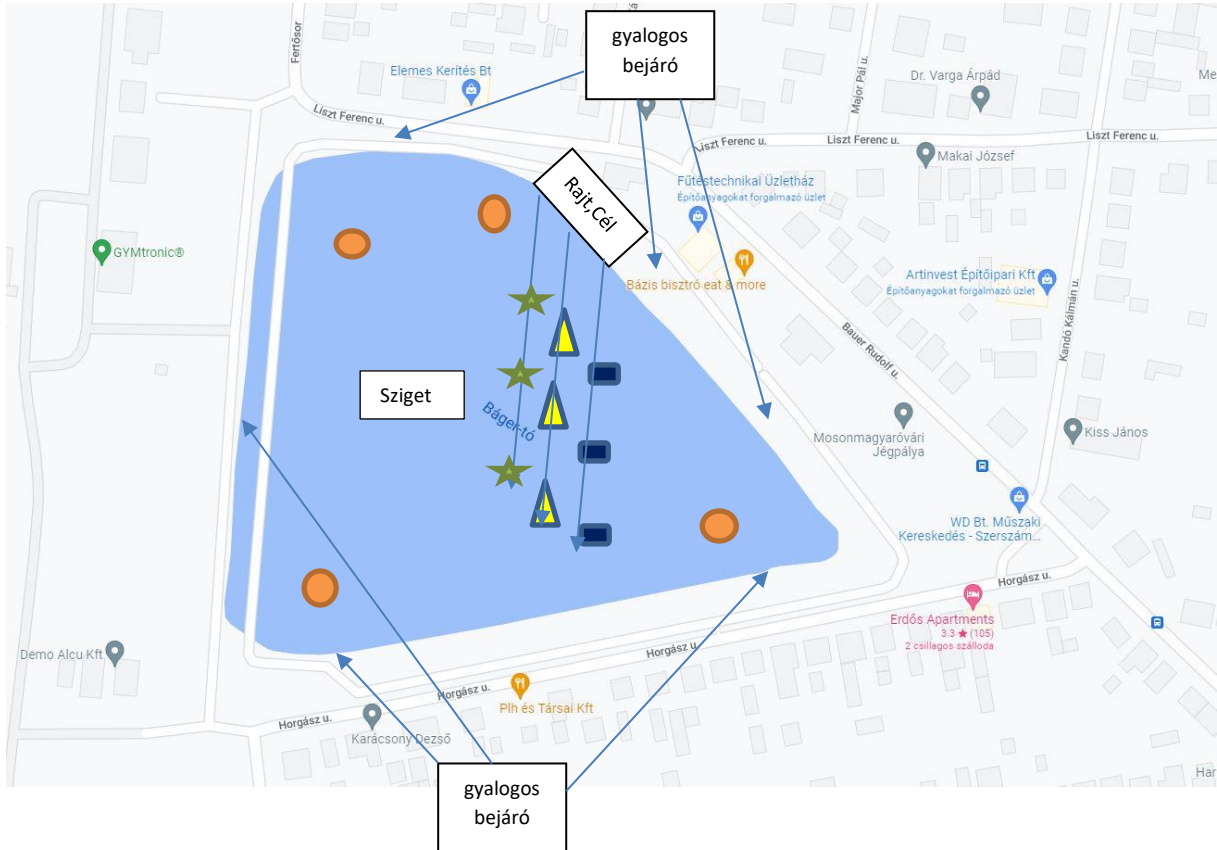 gyalogos
bejáró
Fertősor
Elemes Kerítés Bt
Liszt Ferenc u.
Major Pál u.
Dr. Varga Árpád
Me
Liszt Ferenc u.
Liszt Ferenc u.
Liszt Ferenc u.
Makai József
Rajt,Cél
Fűtéstechnikai Üzletház
Építőanyagokat forgalmazó üzlet
GYMtronic®
Bázis bisztró eat & more
Artinvest Építőipari Kft
Építőanyagokat forgalmazó üzlet
Kandó Kálmán u.
Bauer Rudolf u.
Sziget
Báger-tó
Mosonmagyaróvári
Jégpálya
Kiss János
WD Bt. Műszaki
Kereskedés - Szerszám...
Horgász u.
Erdős Apartments
3.3 ★ (105)
2 csillagos szálloda
Demo Alcu Kft
Horgász u.
Horgász u.
Plh és Társai Kft
Horgász u.
Karácsony Dezső
Har
gyalogos
bejáró